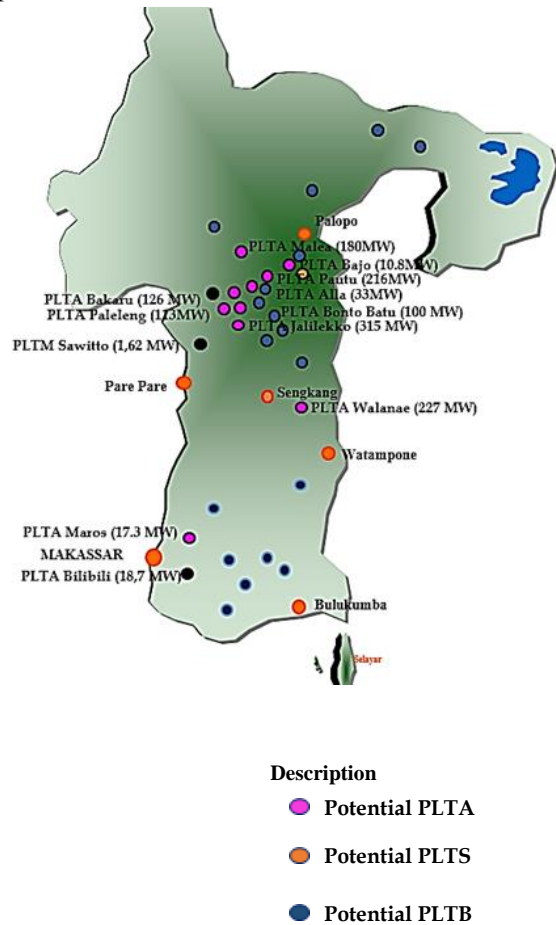 Palopo
PLTA Malea (180MW)
PLTA Bajo (10.8MW)
PLTA Pautu (216MW)
PLTA Bakaru (126 MW)
PLTA Alla (33MW)
PLTA Paleleng (113MW)
PLTA Bonto Batu (100 MW)
PLTA Jalilekko (315 MW)
PLTM Sawitto (1,62 MW)
Pare Pare
Sengkang
PLTA Walanae (227 MW)
Watampone
PLTA Maros (17.3 MW)
MAKASSAR
PLTA Bilibili (18,7 MW)
Bulukumba
Selayar
Description
Potential PLTA
Potential PLTS
Potential PLTB